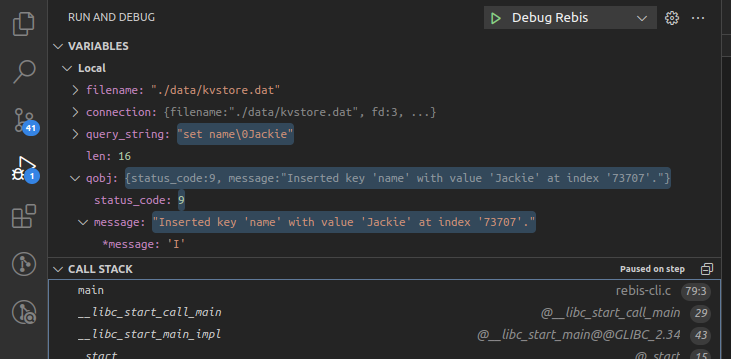 RUN AND DEBUG
Debug Rebis
VARIABLES
Local
filename: "./data/kvstore.dat"
connection: {filename:"./data/kvstore.dat", fd:3, ...}
query_string: "set name\0Jackie"
len: 16
qobj: {status_code:9, message:"Inserted key 'name' with value 'Jackie' at index '73707'."}
status_code: 9
message: "Inserted key 'name' with value 'Jackie' at index '73707'."
*message: 'I'
CALL STACK Paused on step
main rebis-cli.c 79:3
__libc_start_call_main @__libc_start_call_main 29
__libc_start_main_impl @__libc_start_main@@GLIBC_2.34 43
_start @_start 15
41
1